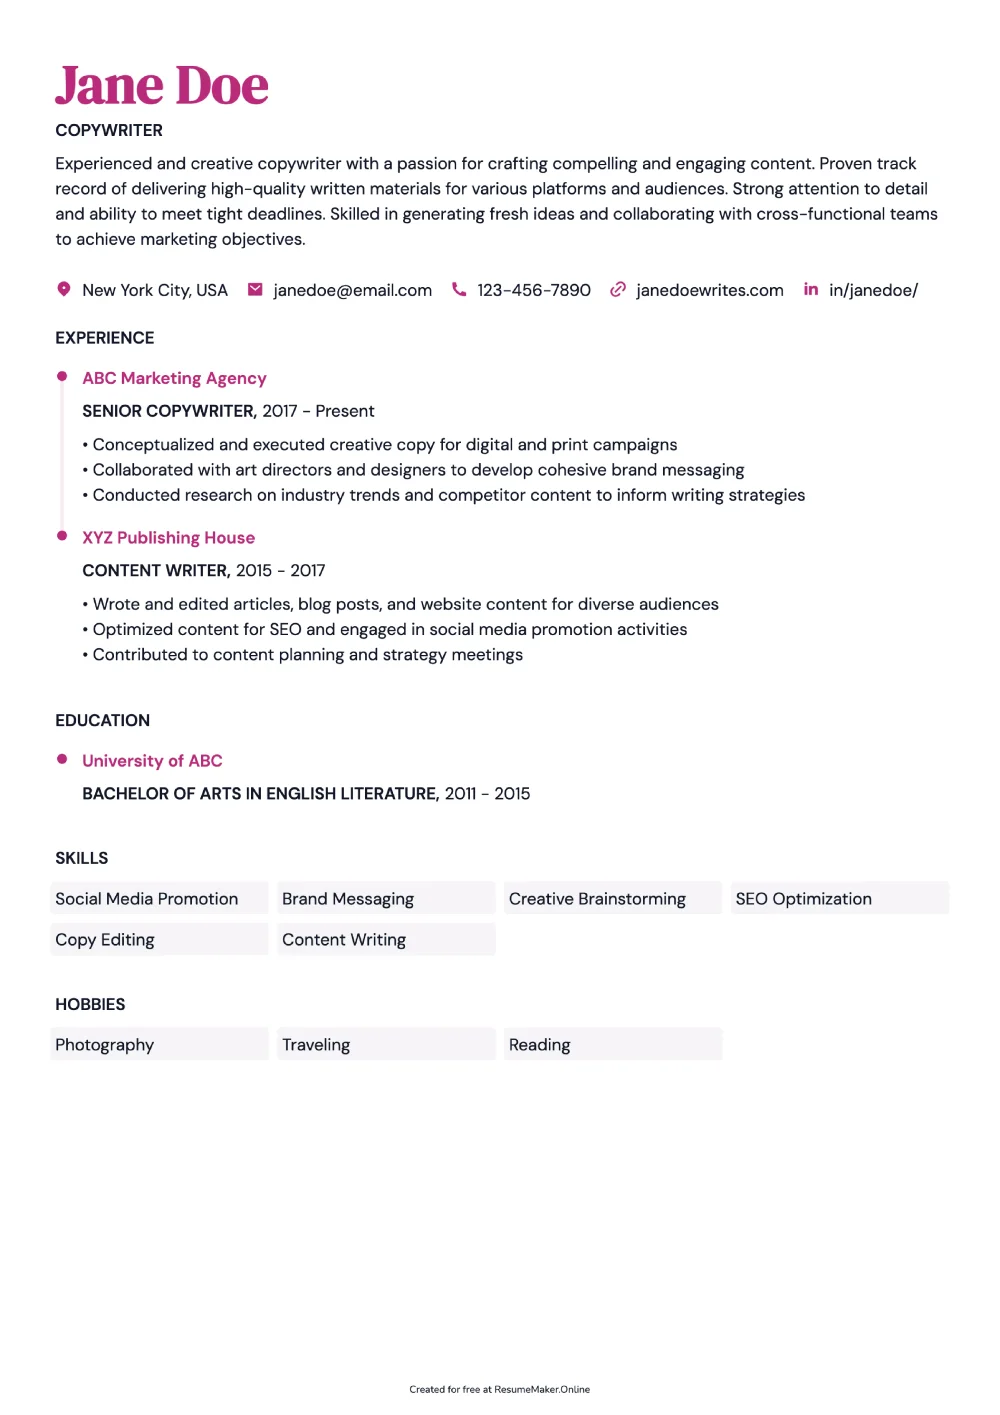 Jane Doe
COPYWRITER
Experienced and creative copywriter with a passion for crafting compelling and engaging content. Proven track
record of delivering high-quality written materials for various platforms and audiences. Strong attention to detail
and ability to meet tight deadlines. Skilled in generating fresh ideas and collaborating with cross-functional teams
to achieve marketing objectives.
New York City, USA janedoe@email.com 123-456-7890 janedoewrites.com in in/janedoe/
EXPERIENCE
ABC Marketing Agency
SENIOR COPYWRITER, 2017 - Present
• Conceptualized and executed creative copy for digital and print campaigns
• Collaborated with art directors and designers to develop cohesive brand messaging
• Conducted research on industry trends and competitor content to inform writing strategies
XYZ Publishing House
CONTENT WRITER, 2015 - 2017
• Wrote and edited articles, blog posts, and website content for diverse audiences
• Optimized content for SEO and engaged in social media promotion activities
• Contributed to content planning and strategy meetings
EDUCATION
University of ABC
BACHELOR OF ARTS IN ENGLISH LITERATURE, 2011 - 2015
SKILLS
Social Media Promotion Brand Messaging Creative Brainstorming SEO Optimization
Copy Editing Content Writing
HOBBIES
Photography Traveling Reading
Created for free at ResumeMaker.Online